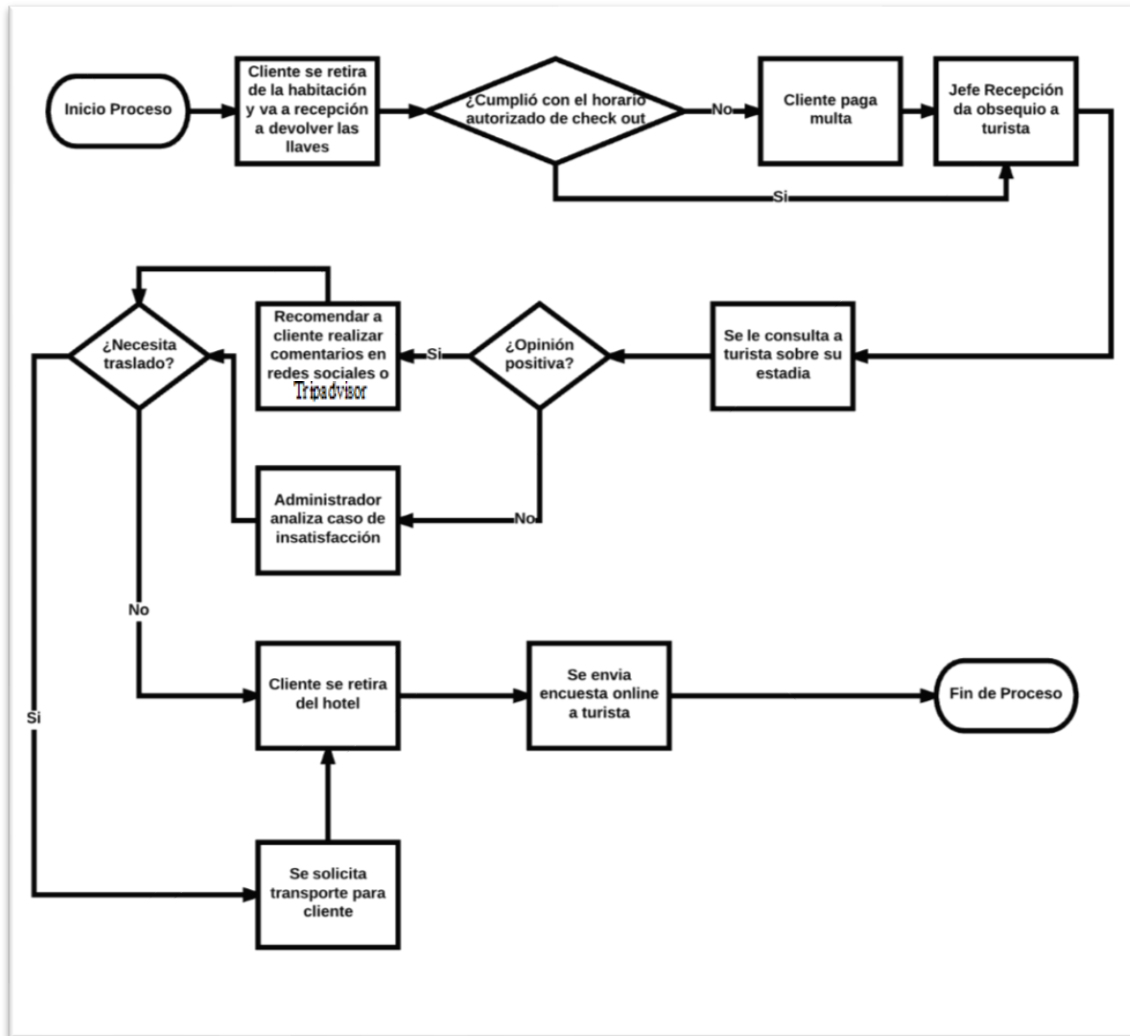 Inicio Proceso
Cliente se retira
de la habitación
y va a recepción
a devolver las
llaves
¿Cumplió con el horario
autorizado de check out
No
Cliente paga
multa
Jefe Recepción
da obsequio a
turista
Si
¿Necesita
traslado?
Recomendar a
cliente realizar
comentarios en
redes sociales o
Tripadvisor
Si
¿Opinión
positiva?
Se le consulta a
turista sobre su
estadia
Administrador
analiza caso de
insatisfacción
No
No
Si
Cliente se retira
del hotel
Se envia
encuesta online
a turista
Fin de Proceso
Se solicita
transporte para
cliente